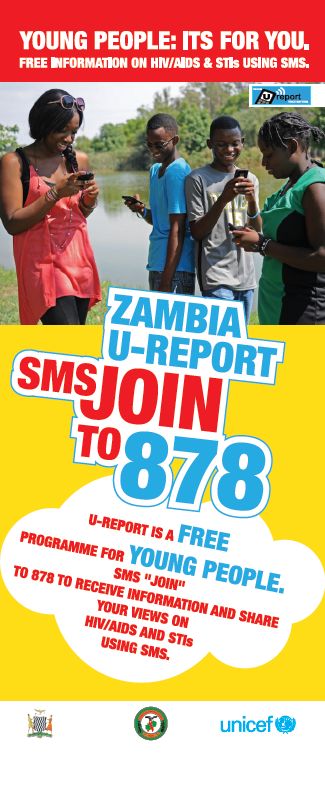 YOUNG PEOPLE: ITS FOR YOU.
FREE INFORMATION ON HIV/AIDS & STIs USING SMS.
U report
ZAMBIA
U-REPORT
SMS JOIN
TO 878
U-REPORT IS A FREE
PROGRAMME FOR YOUNG PEOPLE.
SMS "JOIN"
TO 878 TO RECEIVE INFORMATION AND SHARE
YOUR VIEWS ON
HIV/AIDS AND STIs
USING SMS.
unicef